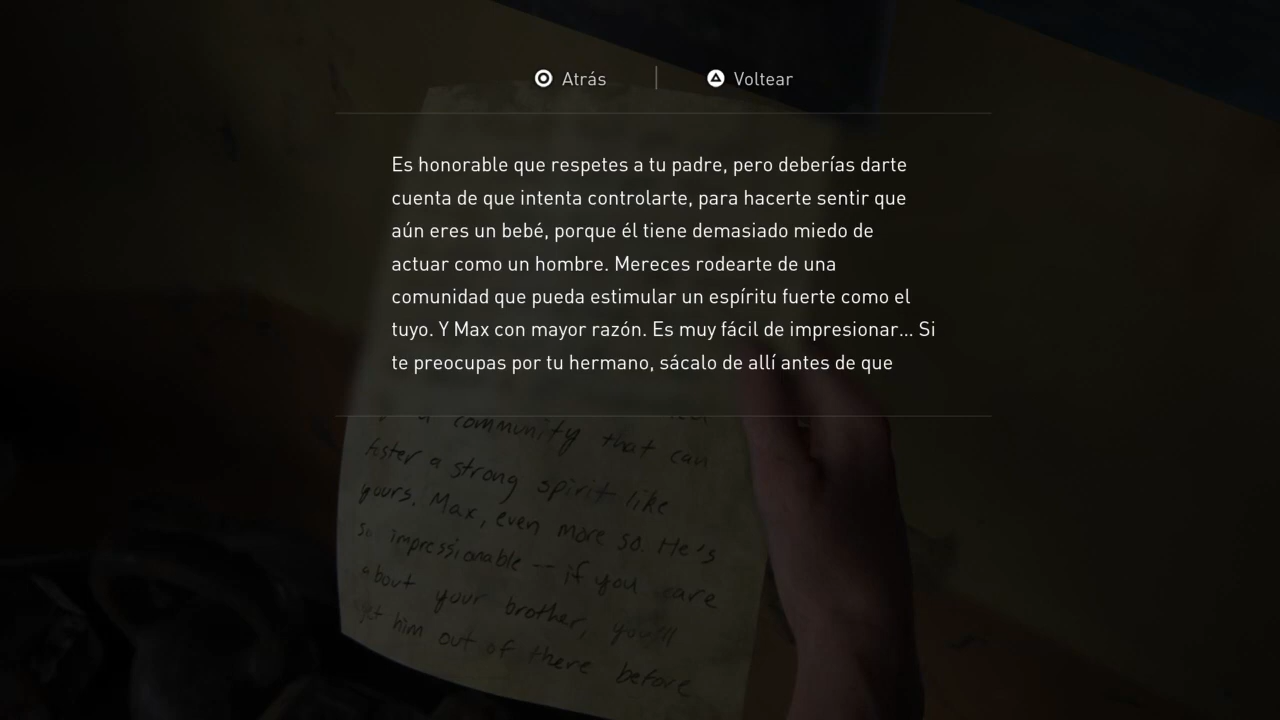 Atrás | Voltear
Es honorable que respetes a tu padre, pero deberías darte
cuenta de que intenta controlarte, para hacerte sentir que
aún eres un bebé, porque él tiene demasiado miedo de
actuar como un hombre. Mereces rodearte de una
comunidad que pueda estimular un espíritu fuerte como el
tuyo. Y Max con mayor razón. Es muy fácil de impresionar... Si
te preocupas por tu hermano, sácalo de allí antes de que
a community that can
foster a strong spirit like
yours. Max, even more so. He's
so impressionable -- if you care
about your brother, you'll
get him out of there before